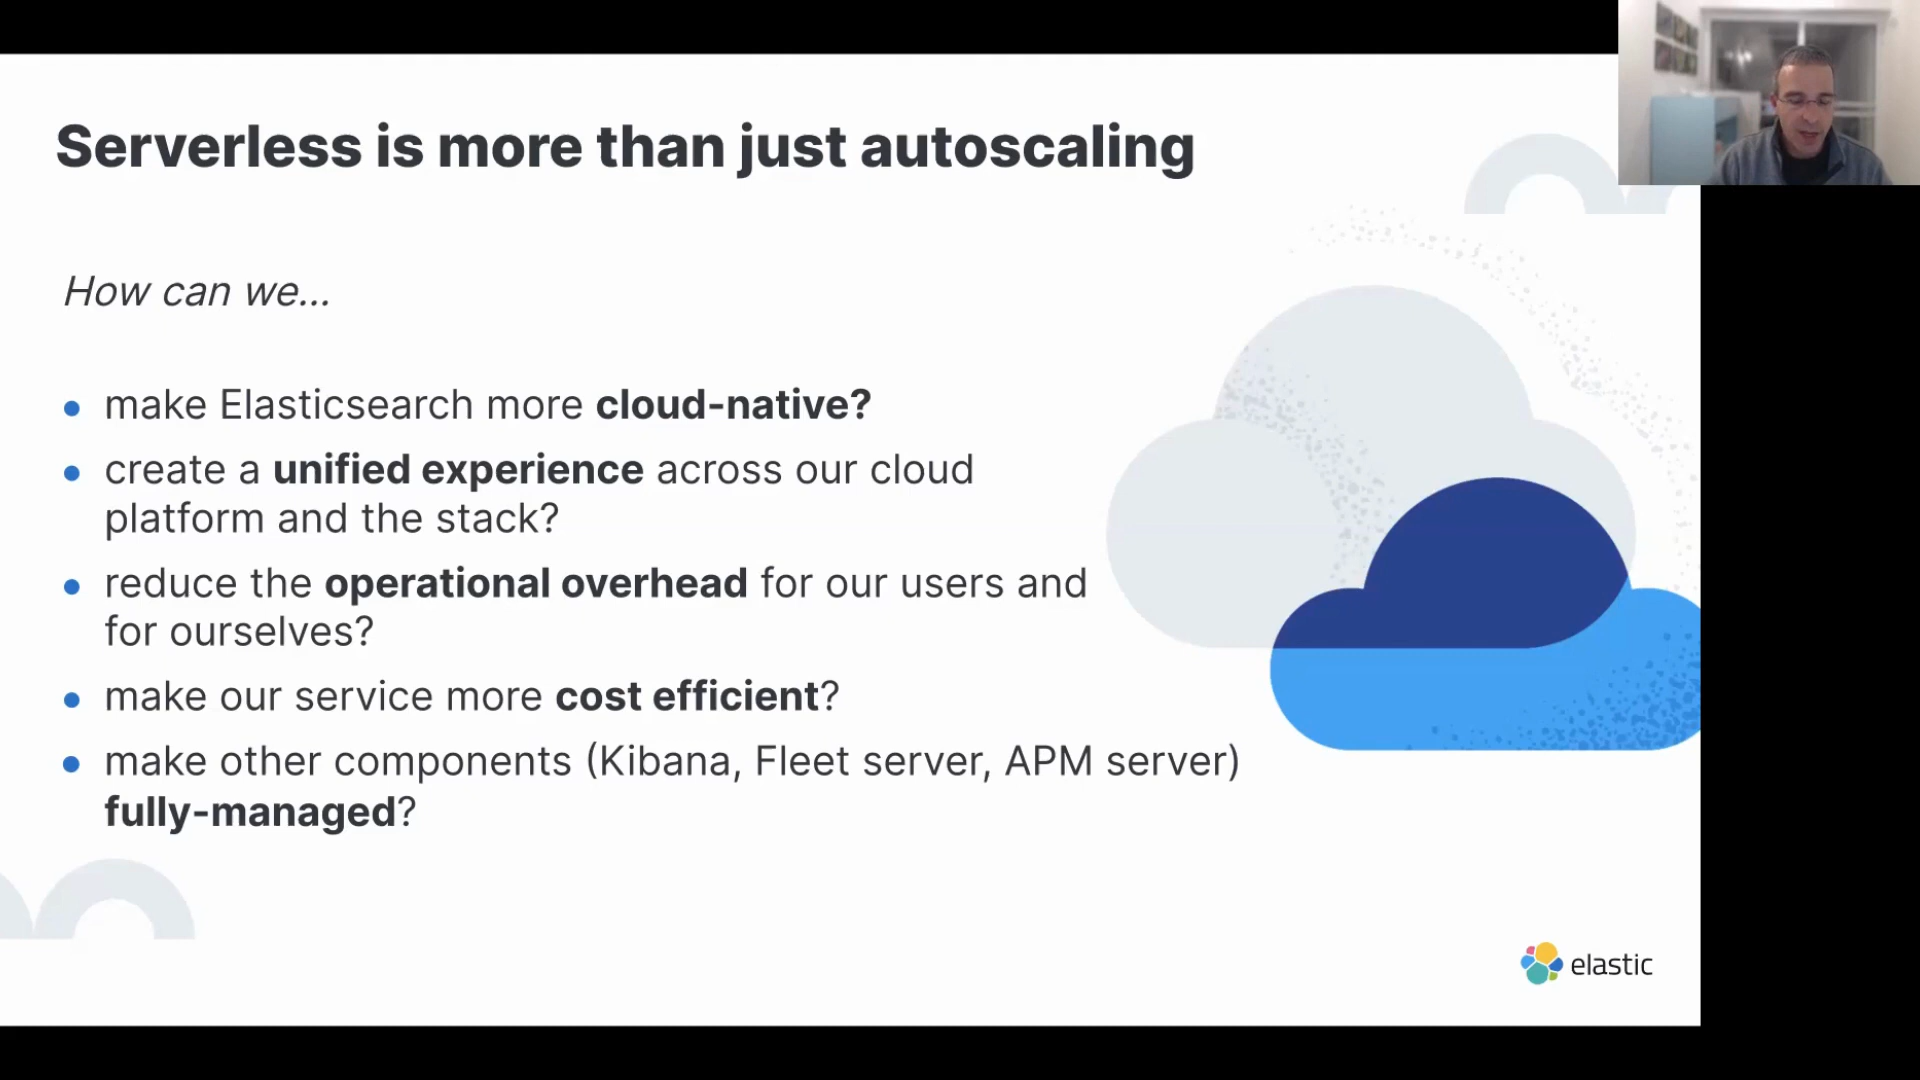 Serverless is more than just autoscaling
How can we...
make Elasticsearch more cloud-native?
create a unified experience across our cloud
platform and the stack?
reduce the operational overhead for our users and
for ourselves?
make our service more cost efficient?
make other components (Kibana, Fleet server, APM server)
fully-managed?
elastic